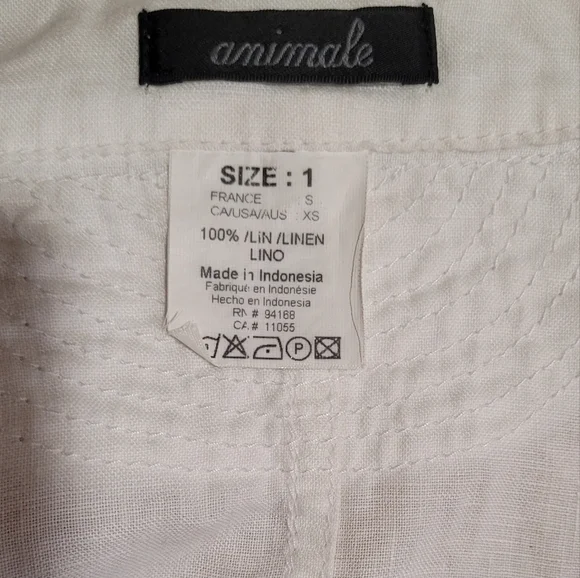 animale
SIZE : 1
FRANCE : S
CA/USA/AUS : XS
100% /LIN /LINEN
LINO
Made in Indonesia
Fabriqué en Indonésie
Hecho en Indonesia
RN # 94168
CA # 11055
P